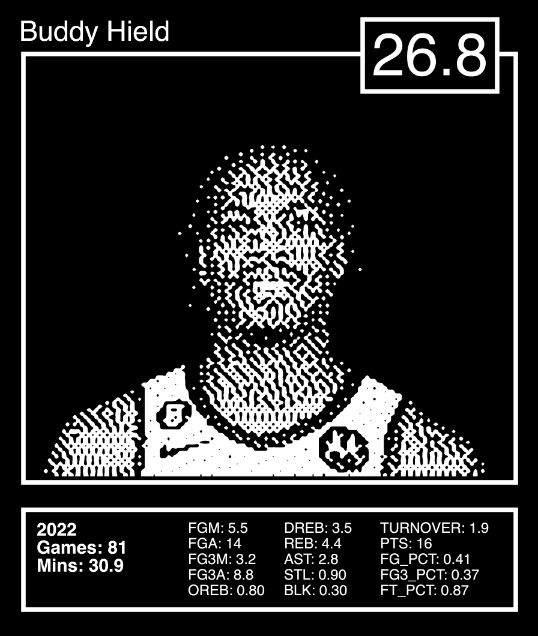 Buddy Hield
26.8
2022
Games: 81
Mins: 30.9
FGM: 5.5
FGA: 14
FG3M: 3.2
FG3A: 8.8
OREB: 0.80
DREB: 3.5
REB: 4.4
AST: 2.8
STL: 0.90
BLK: 0.30
TURNOVER: 1.9
PTS: 16
FG_PCT: 0.41
FG3_PCT: 0.37
FT_PCT: 0.87